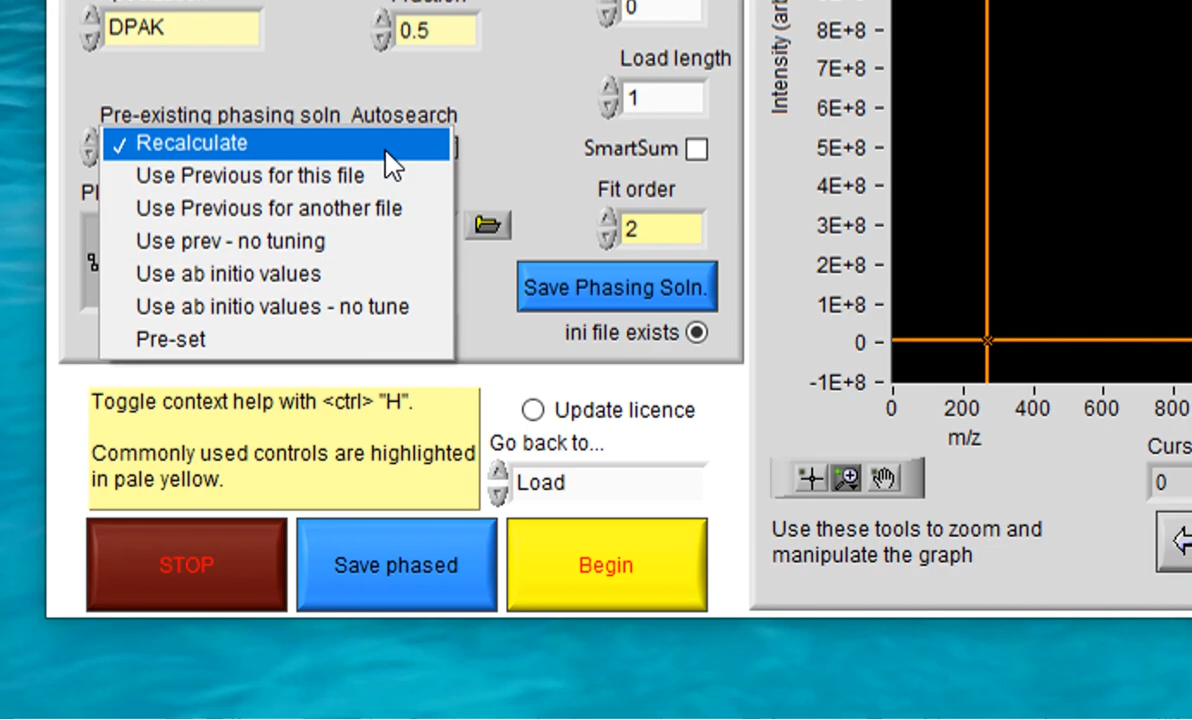 DPAK
0.5
0
Load length
1
Pre-existing phasing soln Autosearch
Recalculate
Use Previous for this file
Use Previous for another file
Use prev - no tuning
Use ab initio values
Use ab initio values - no tune
Pre-set
SmartSum
Fit order
2
Save Phasing Soln.
ini file exists
Toggle context help with <ctrl> "H".
Commonly used controls are highlighted
in pale yellow.
Update licence
Go back to...
Load
STOP
Save phased
Begin
Intensity (ar
8E+8
7E+8
6E+8
5E+8
4E+8
3E+8
2E+8
1E+8
0
-1E+8
0 200 400 600 800
m/z
Curs
0
Use these tools to zoom and
manipulate the graph